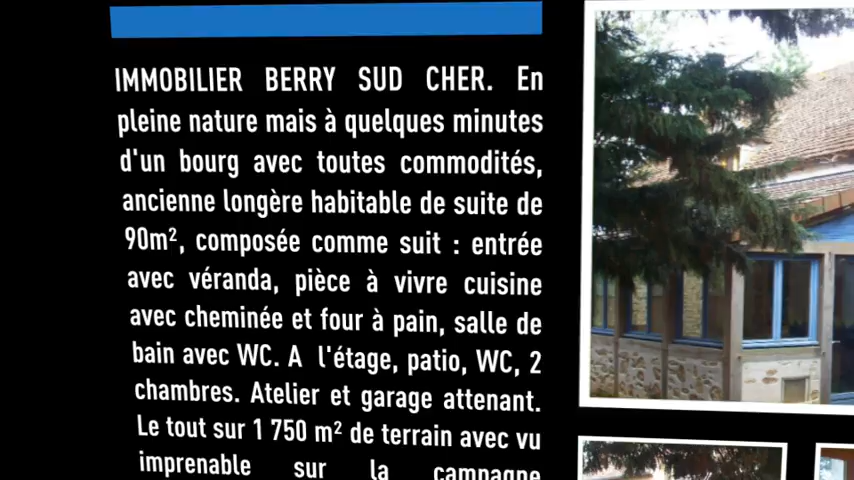 IMMOBILIER BERRY SUD CHER. En
pleine nature mais à quelques minutes
d'un bourg avec toutes commodités,
ancienne longère habitable de suite de
90m², composée comme suit : entrée
avec véranda, pièce à vivre cuisine
avec cheminée et four à pain, salle de
bain avec WC. A l'étage, patio, WC, 2
chambres. Atelier et garage attenant.
Le tout sur 1 750 m² de terrain avec vu
imprenable sur la campagne